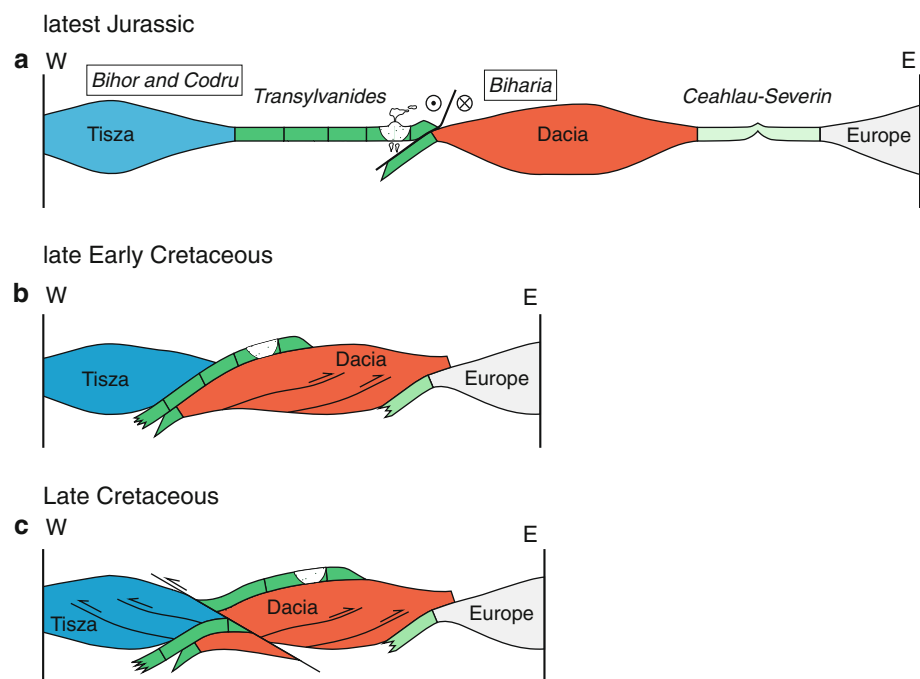 latest Jurassic
a W E
Bihor and Codru
Transylvanides
Biharia
Ceahlau-Severin
Tisza
Dacia
Europe
late Early Cretaceous
b W E
Dacia
Tisza
Europe
Late Cretaceous
c W E
Dacia
Tisza
Europe